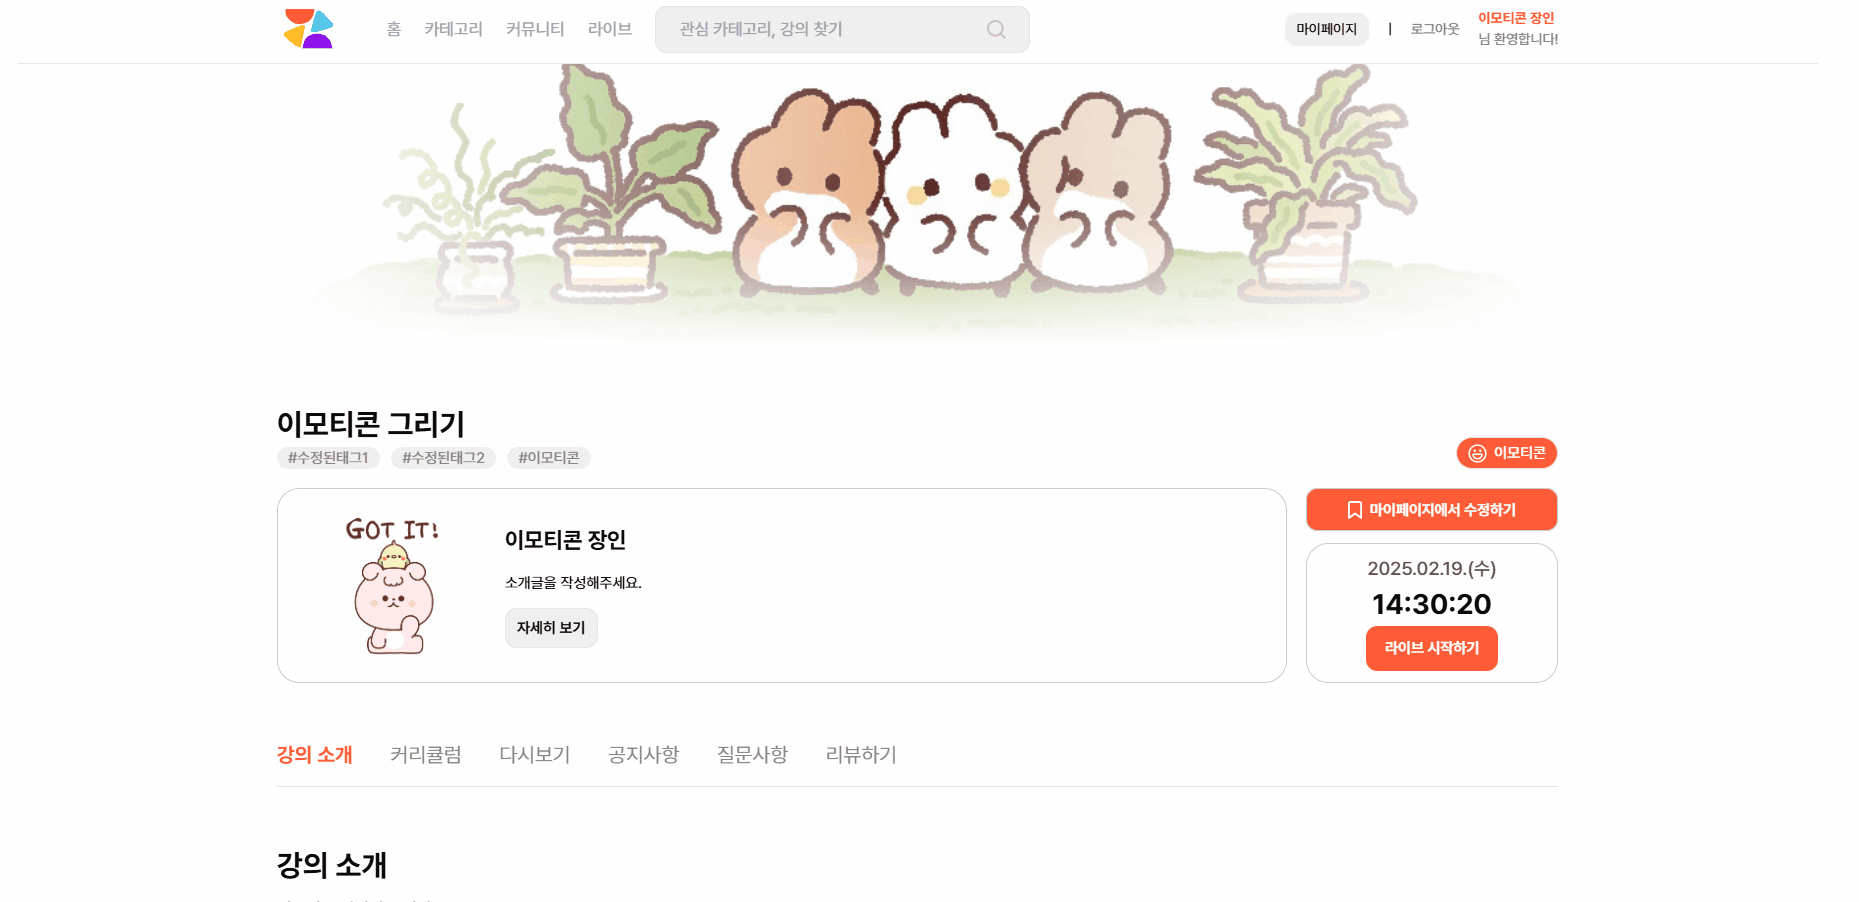 홈 카테고리 커뮤니티 라이브 관심 카테고리, 강의 찾기 마이페이지 | 로그아웃 이모티콘 장인
님 환영합니다!
이모티콘 그리기
#수정된태그1 #수정된태그2 #이모티콘
이모티콘
GOT IT!
이모티콘 장인
소개글을 작성해주세요.
자세히 보기
마이페이지에서 수정하기
2025.02.19.(수)
14:30:20
라이브 시작하기
강의 소개 커리큘럼 다시보기 공지사항 질문사항 리뷰하기
강의 소개